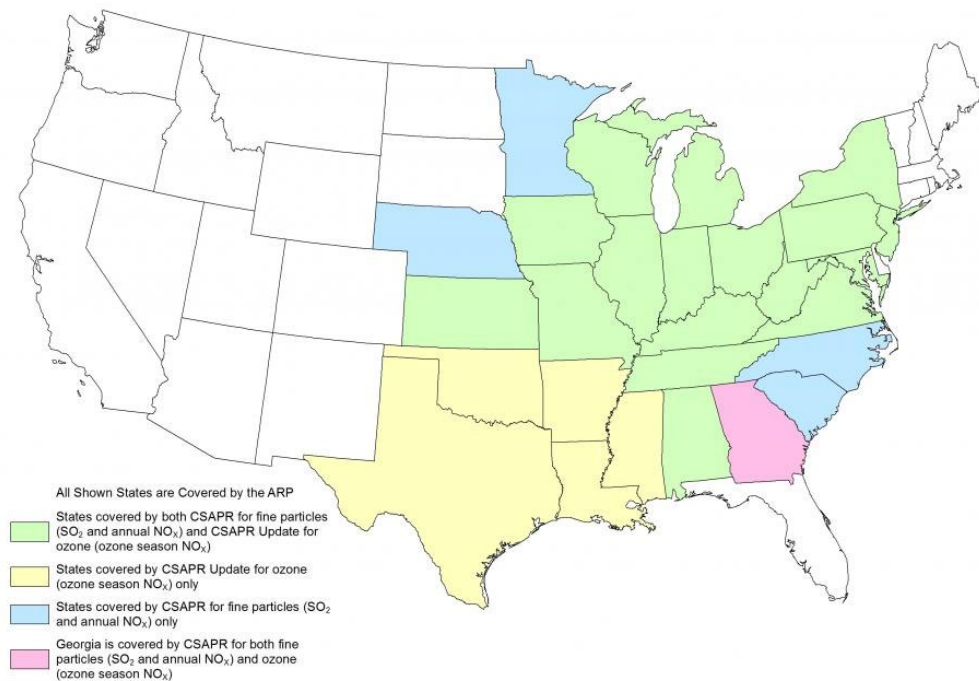 All Shown States are Covered by the ARP
States covered by both CSAPR for fine particles
(SO₂ and annual NOₓ) and CSAPR Update for
ozone (ozone season NOₓ)
States covered by CSAPR Update for ozone
(ozone season NOₓ) only
States covered by CSAPR for fine particles (SO₂
and annual NOₓ) only
Georgia is covered by CSAPR for both fine
particles (SO₂ and annual NOₓ) and ozone
(ozone season NOₓ)